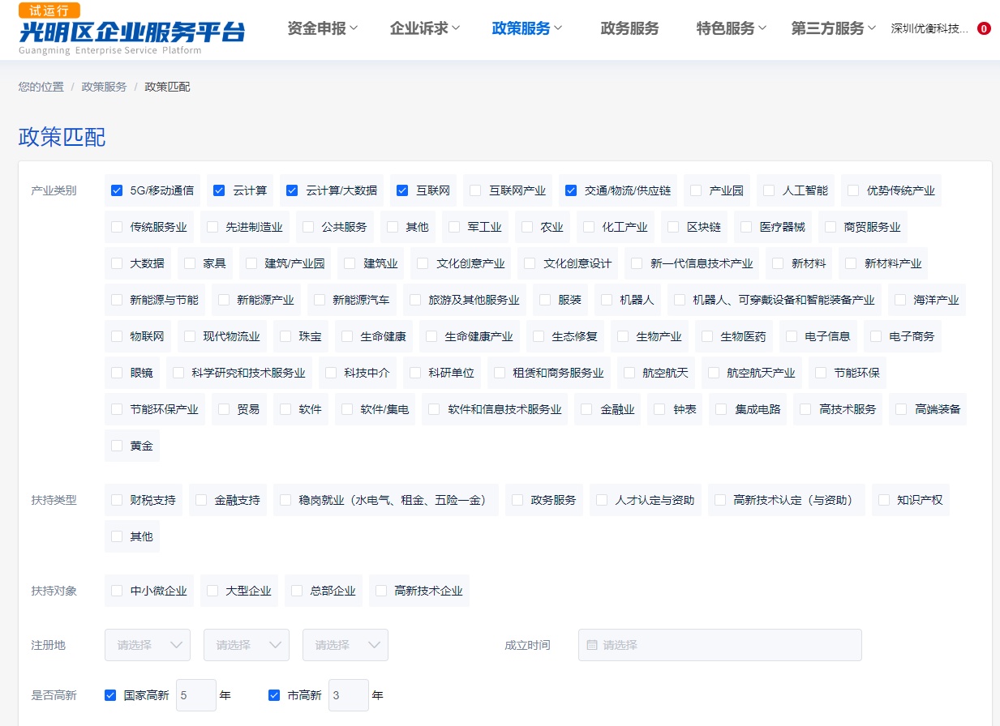 试运行
光明区企业服务平台
Guangming Enterprise Service Platform
资金申报 企业诉求 政策服务 政务服务 特色服务 第三方服务 深圳优衡科技... 0
您的位置 / 政策服务 / 政策匹配
政策匹配
产业类别 5G/移动通信 云计算 云计算/大数据 互联网 互联网产业 交通/物流/供应链 产业园 人工智能 优势传统产业
传统服务业 先进制造业 公共服务 其他 军工业 农业 化工产业 区块链 医疗器械 商贸服务业
大数据 家具 建筑/产业园 建筑业 文化创意产业 文化创意设计 新一代信息技术产业 新材料 新材料产业
新能源与节能 新能源产业 新能源汽车 旅游及其他服务业 服装 机器人 机器人、可穿戴设备和智能装备产业 海洋产业
物联网 现代物流业 珠宝 生命健康 生命健康产业 生态修复 生物产业 生物医药 电子信息 电子商务
眼镜 科学研究和技术服务业 科技中介 科研单位 租赁和商务服务业 航空航天 航空航天产业 节能环保
节能环保产业 贸易 软件 软件/集电 软件和信息技术服务业 金融业 钟表 集成电路 高技术服务 高端装备
黄金
扶持类型 财税支持 金融支持 稳岗就业（水电气、租金、五险一金） 政务服务 人才认定与资助 高新技术认定（与资助） 知识产权
其他
扶持对象 中小微企业 大型企业 总部企业 高新技术企业
注册地 请选择 请选择 请选择 成立时间 请选择
是否高新 国家高新 5 年 市高新 3 年